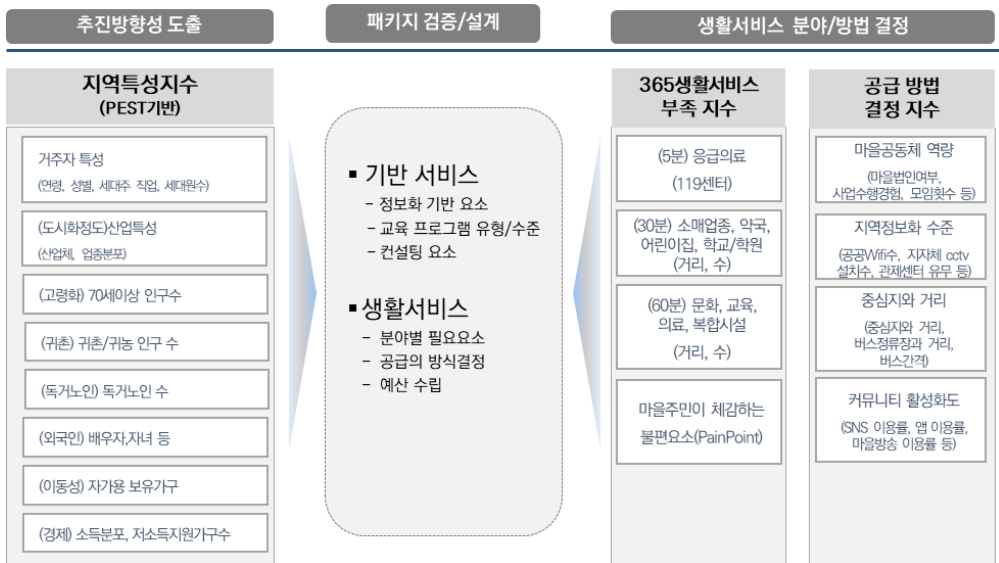 추진방향성 도출
패키지 검증/설계
생활서비스 분야/방법 결정
지역특성지수
(PEST기반)
거주자 특성
(연령, 성별, 세대주 직업, 세대원수)
(도시화정도)산업특성
(산업체, 업종분포)
(고령화) 70세이상 인구수
(귀촌) 귀촌/귀농 인구 수
(독거노인) 독거노인 수
(외국인) 배우자,자녀 등
(이동성) 자가용 보유가구
(경제) 소득분포, 저소득지원가구수
▪ 기반 서비스
– 정보화 기반 요소
– 교육 프로그램 유형/수준
– 컨설팅 요소
▪ 생활서비스
– 분야별 필요요소
– 공급의 방식결정
– 예산 수립
365생활서비스
부족 지수
(5분) 응급의료
(119센터)
(30분) 소매업종, 약국,
어린이집, 학교/학원
(거리, 수)
(60분) 문화, 교육,
의료, 복합시설
(거리, 수)
마을주민이 체감하는
불편요소(PainPoint)
공급 방법
결정 지수
마을공동체 역량
(마을법인여부,
사업수행경험, 모임횟수 등)
지역정보화 수준
(공공Wifi수, 지자체 cctv
설치수, 관제센터 유무 등)
중심지와 거리
(중심지와 거리,
버스정류장과 거리,
버스간격)
커뮤니티 활성화도
(SNS 이용률, 앱 이용률,
마을방송 이용률 등)